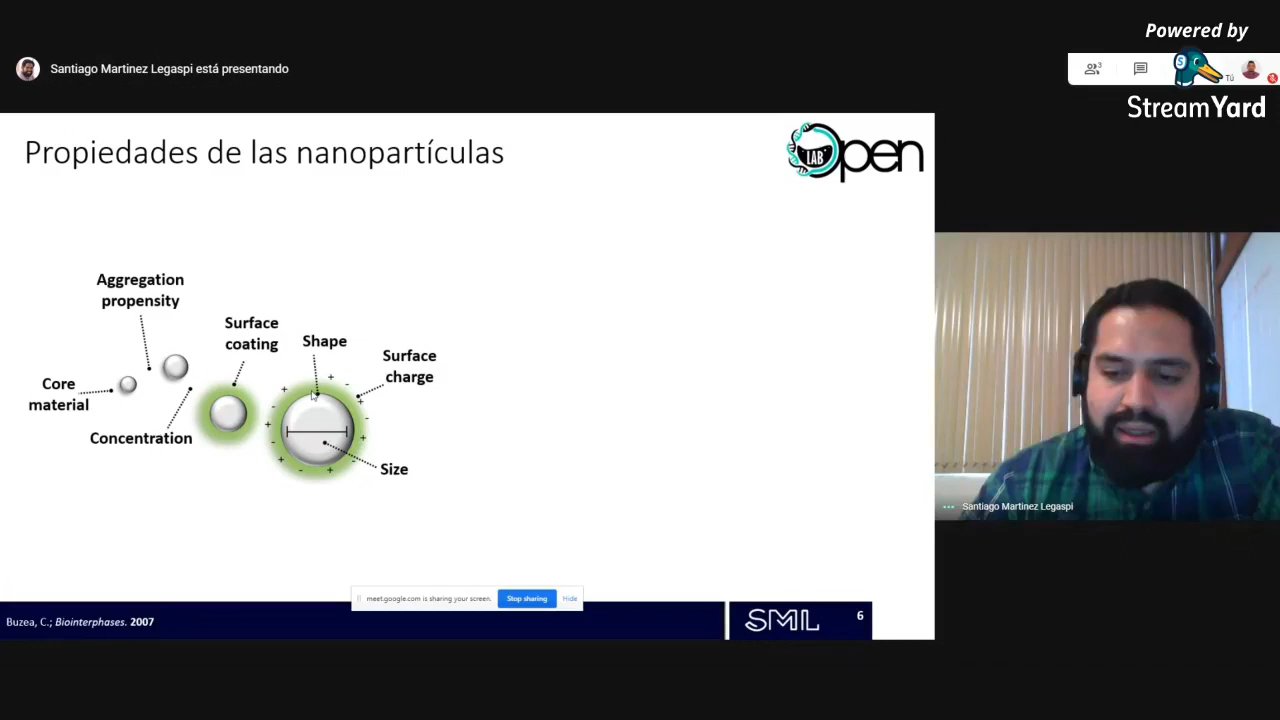 Powered by
StreamYard
Santiago Martinez Legaspi está presentando
3
Tú
Propiedades de las nanopartículas
LAB
Open
Aggregation
propensity
Surface
coating
Shape
Surface
charge
Core
material
Concentration
Size
Santiago Martinez Legaspi
meet.google.com is sharing your screen.
Stop sharing
Hide
Buzea, C.; Biointerphases. 2007
SML
6